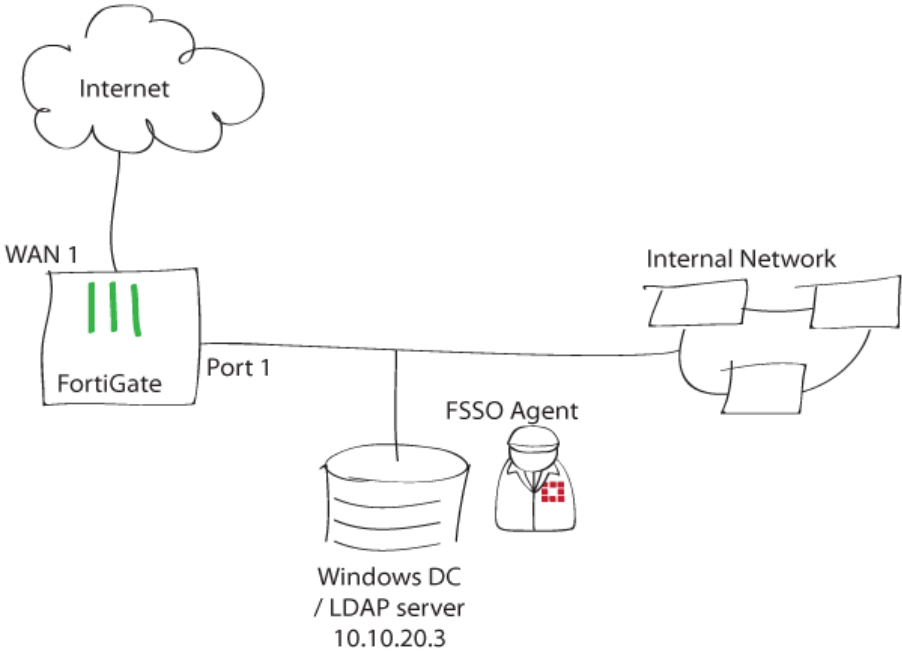 Internet
WAN 1
Internal Network
Port 1
FortiGate
FSSO Agent
Windows DC
/ LDAP server
10.10.20.3